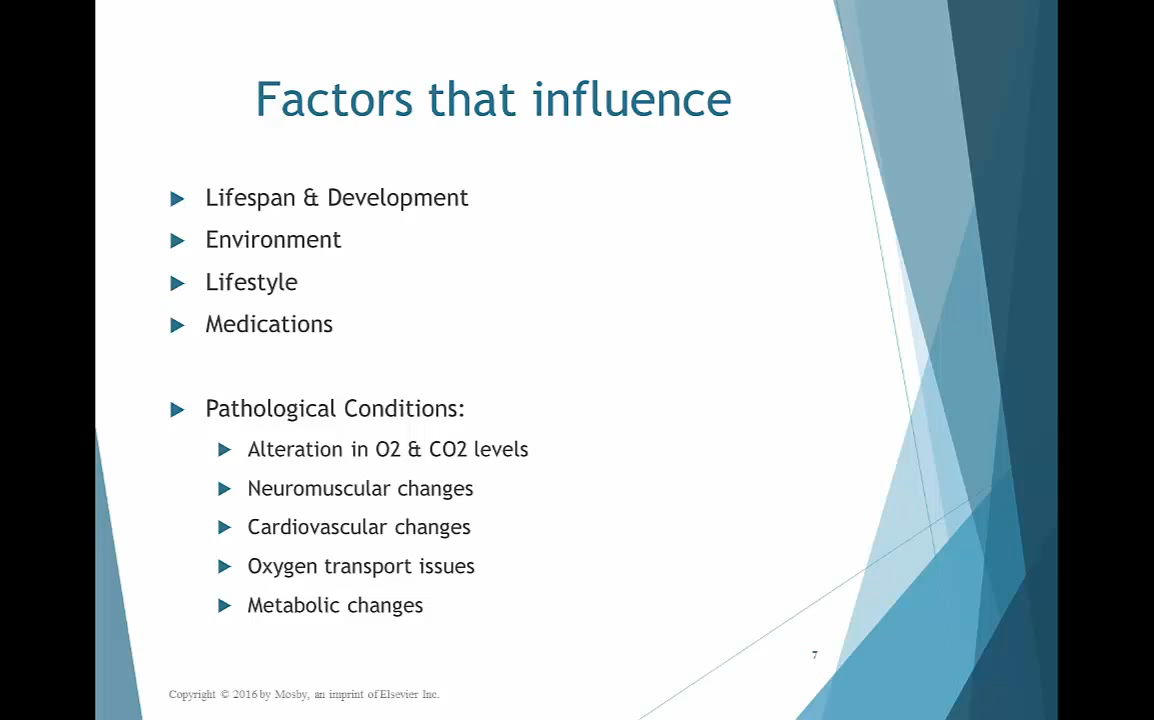 Factors that influence
Lifespan & Development
Environment
Lifestyle
Medications
Pathological Conditions:
Alteration in O2 & CO2 levels
Neuromuscular changes
Cardiovascular changes
Oxygen transport issues
Metabolic changes
7
Copyright © 2016 by Mosby, an imprint of Elsevier Inc.